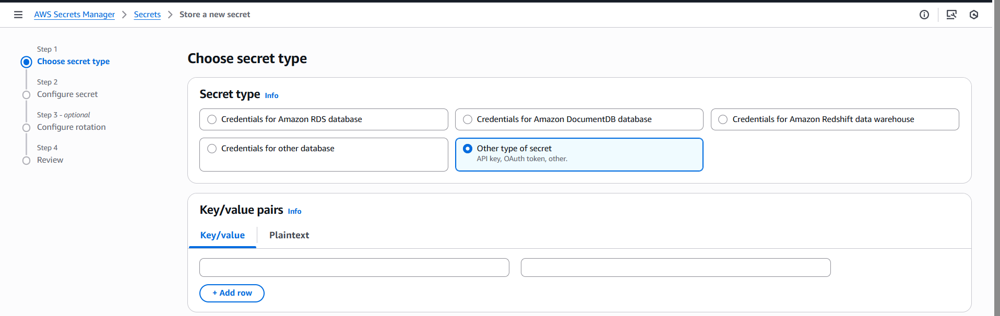 AWS Secrets Manager > Secrets > Store a new secret
Step 1
Choose secret type
Step 2
Configure secret
Step 3 - optional
Configure rotation
Step 4
Review
Choose secret type
Secret type Info
Credentials for Amazon RDS database
Credentials for Amazon DocumentDB database
Credentials for Amazon Redshift data warehouse
Credentials for other database
Other type of secret
API key, OAuth token, other.
Key/value pairs Info
Key/value
Plaintext
+ Add row